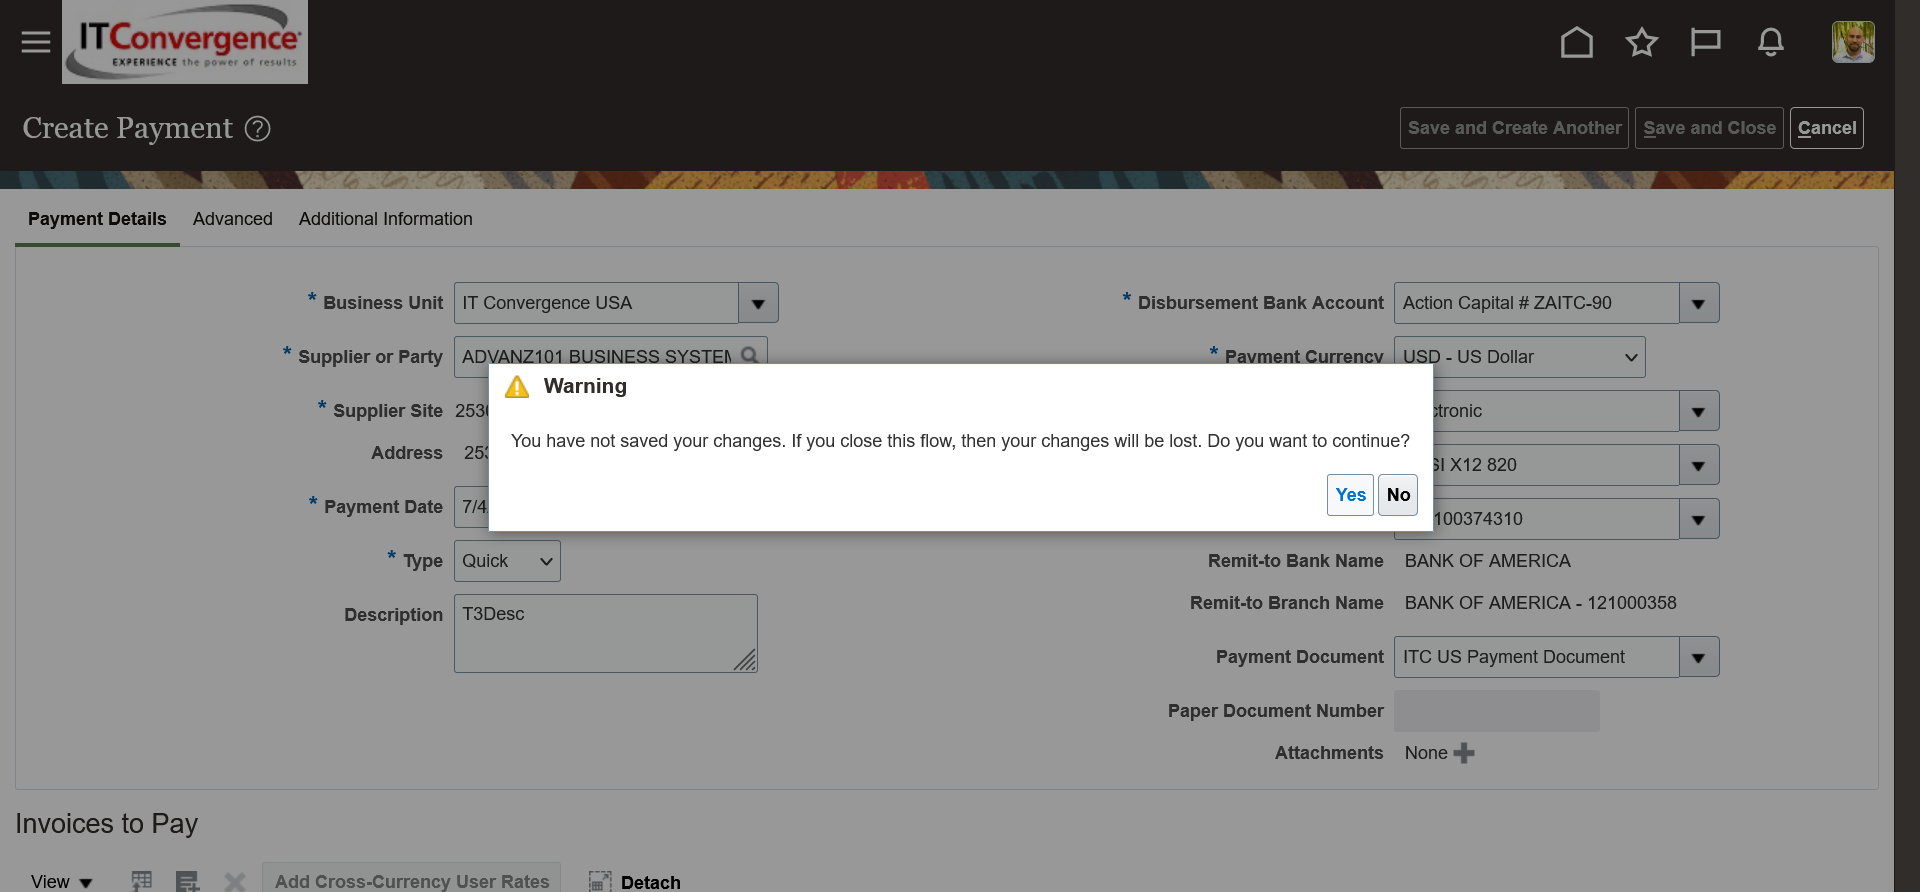 ITConvergence
EXPERIENCE the power of results
Create Payment
Save and Create Another
Save and Close
Cancel
Payment Details
Advanced
Additional Information
* Business Unit IT Convergence USA
* Disbursement Bank Account Action Capital # ZAITC-90
* Supplier or Party ADVANZ101 BUSINESS SYSTEM
* Payment Currency USD - US Dollar
Warning
* Supplier Site
ctronic
You have not saved your changes. If you close this flow, then your changes will be lost. Do you want to continue?
Address
X12 820
Yes
No
* Payment Date 7/4
100374310
* Type Quick
Remit-to Bank Name BANK OF AMERICA
Description T3Desc
Remit-to Branch Name BANK OF AMERICA - 121000358
Payment Document ITC US Payment Document
Paper Document Number
Attachments None
Invoices to Pay
View
Add Cross-Currency User Rates
Detach